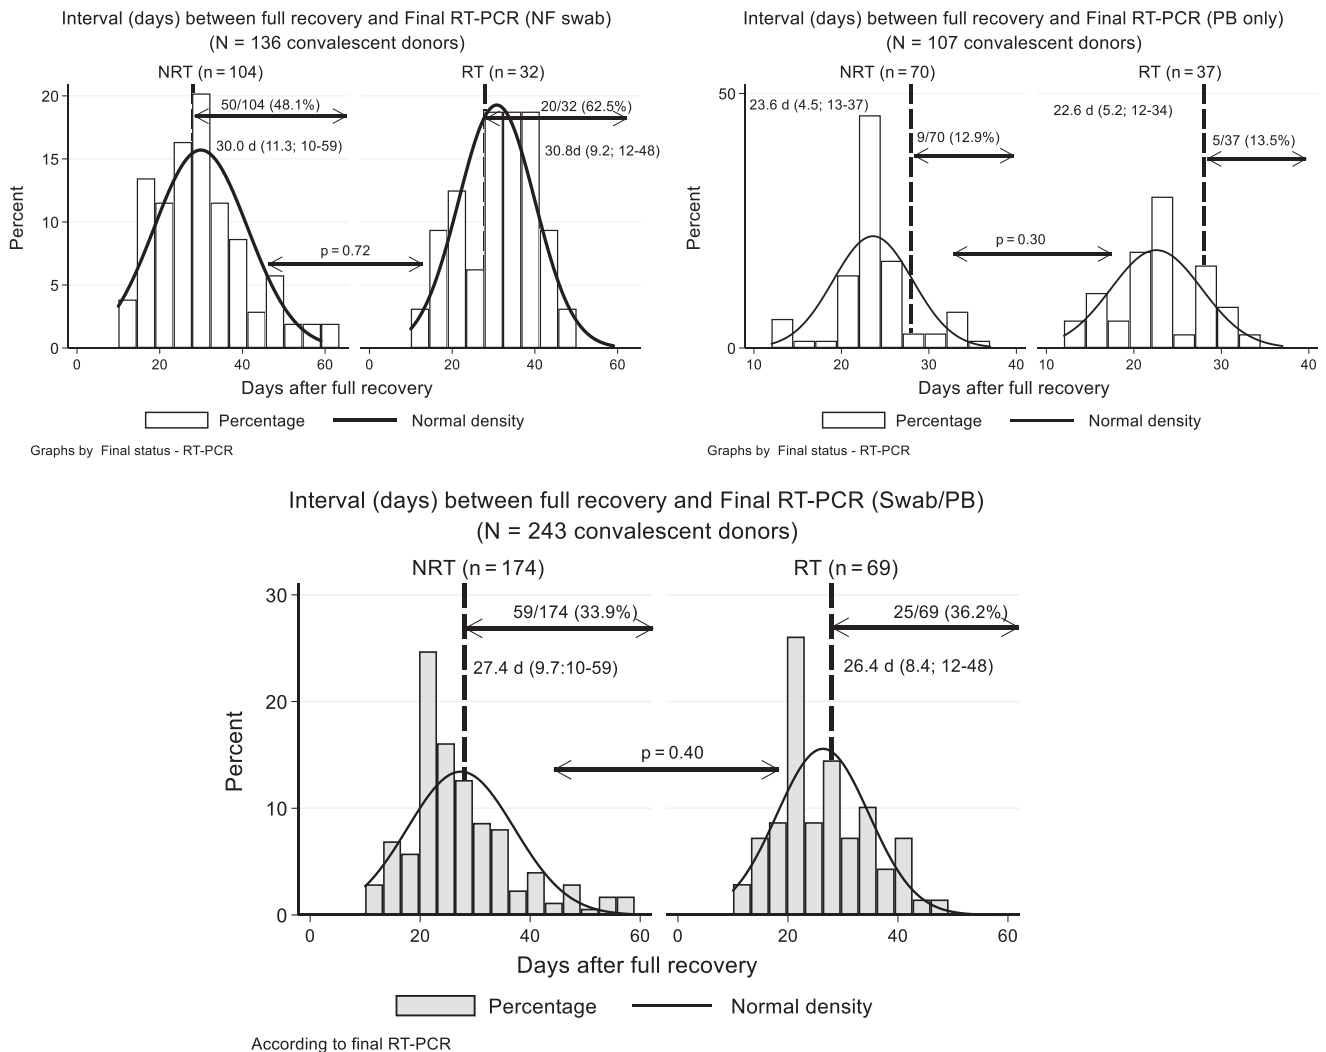 Interval (days) between full recovery and Final RT-PCR (NF swab)
(N = 136 convalescent donors)
NRT (n = 104)
RT (n = 32)
50/104 (48.1%)
30.0 d (11.3; 10-59)
20/32 (62.5%)
30.8d (9.2; 12-48)
p = 0.72
Percent
20
15
10
5
0
0 20 40 60
0 20 40 60
Days after full recovery
Percentage
Normal density
Graphs by Final status - RT-PCR
Interval (days) between full recovery and Final RT-PCR (PB only)
(N = 107 convalescent donors)
NRT (n = 70)
RT (n = 37)
23.6 d (4.5; 13-37)
9/70 (12.9%)
22.6 d (5.2; 12-34)
5/37 (13.5%)
p = 0.30
Percent
50
0
10 20 30 40
10 20 30 40
Days after full recovery
Percentage
Normal density
Graphs by Final status - RT-PCR
Interval (days) between full recovery and Final RT-PCR (Swab/PB)
(N = 243 convalescent donors)
NRT (n = 174)
RT (n = 69)
59/174 (33.9%)
27.4 d (9.7:10-59)
25/69 (36.2%)
26.4 d (8.4; 12-48)
p = 0.40
Percent
30
20
10
0
0 20 40 60
0 20 40 60
Days after full recovery
Percentage
Normal density
According to final RT-PCR